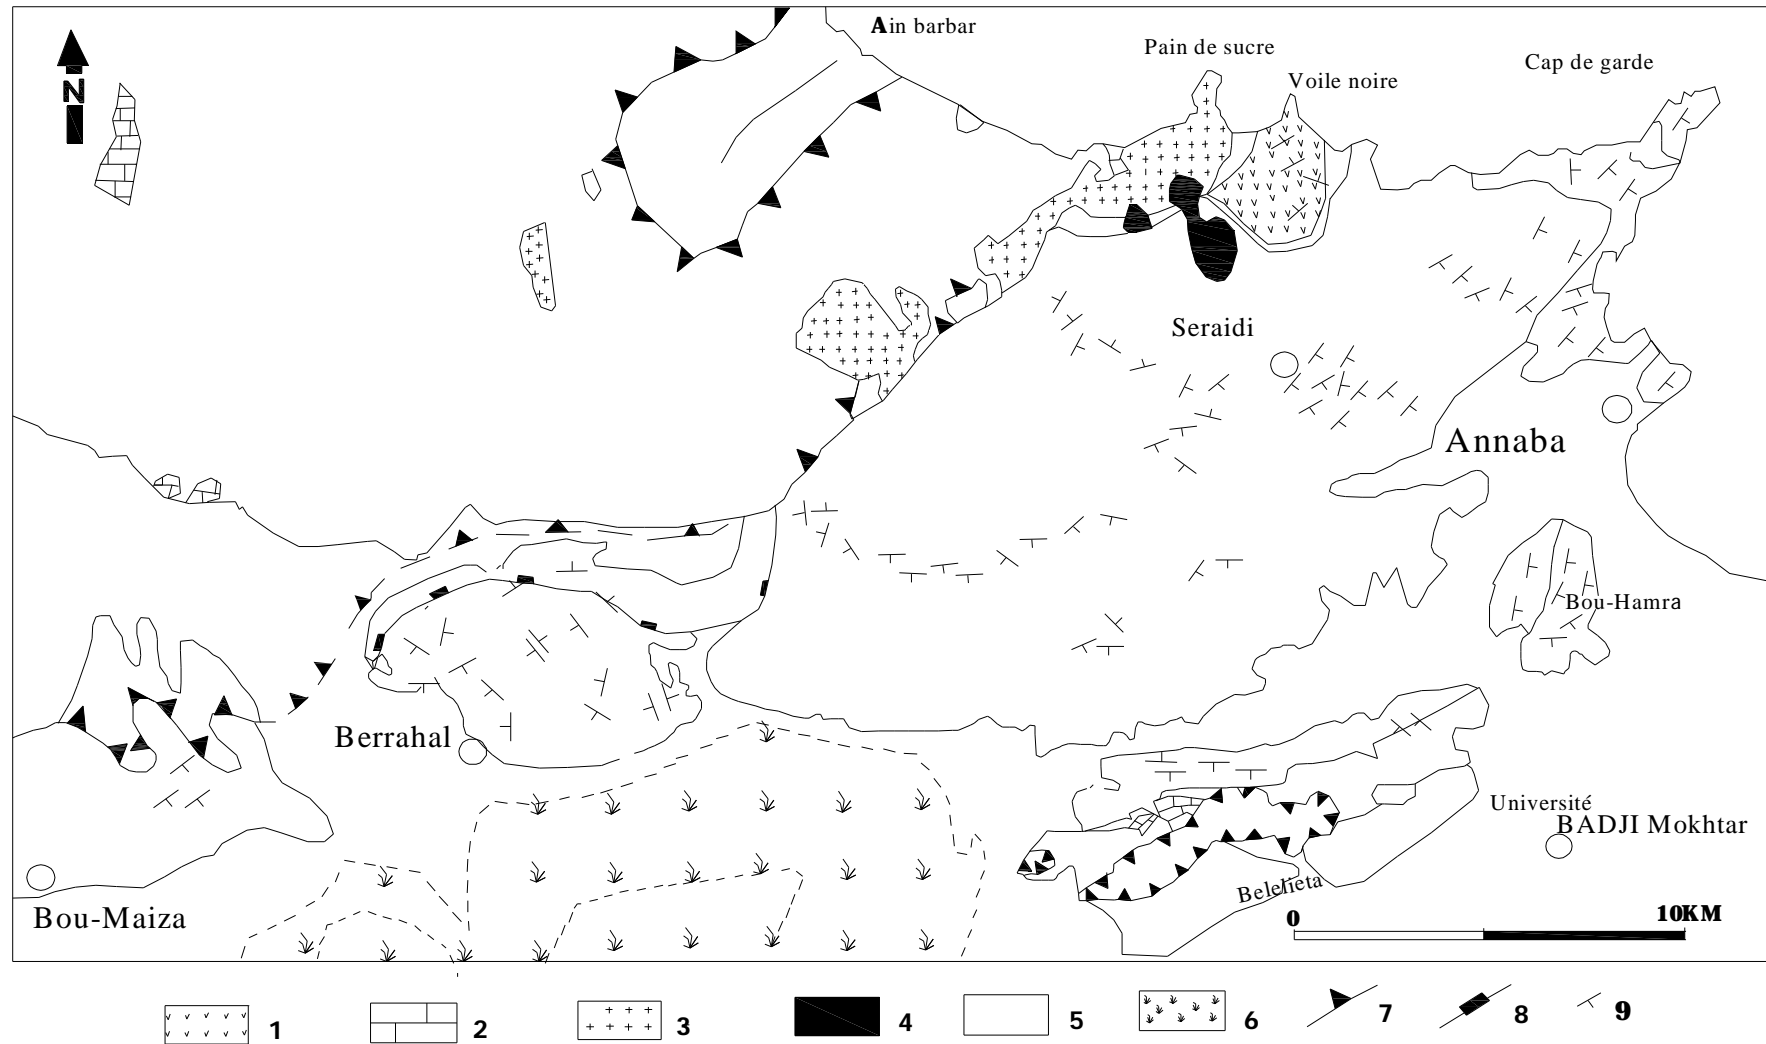 Ain barbar
Pain de sucre
Cap de garde
Voile noire
N
Seraidi
Annaba
Bou-Hamra
Berrahal
Université
BADJI Mokhtar
Belelieta
Bou-Maiza
0 10KM
1 2 3 4 5 6 7 8 9